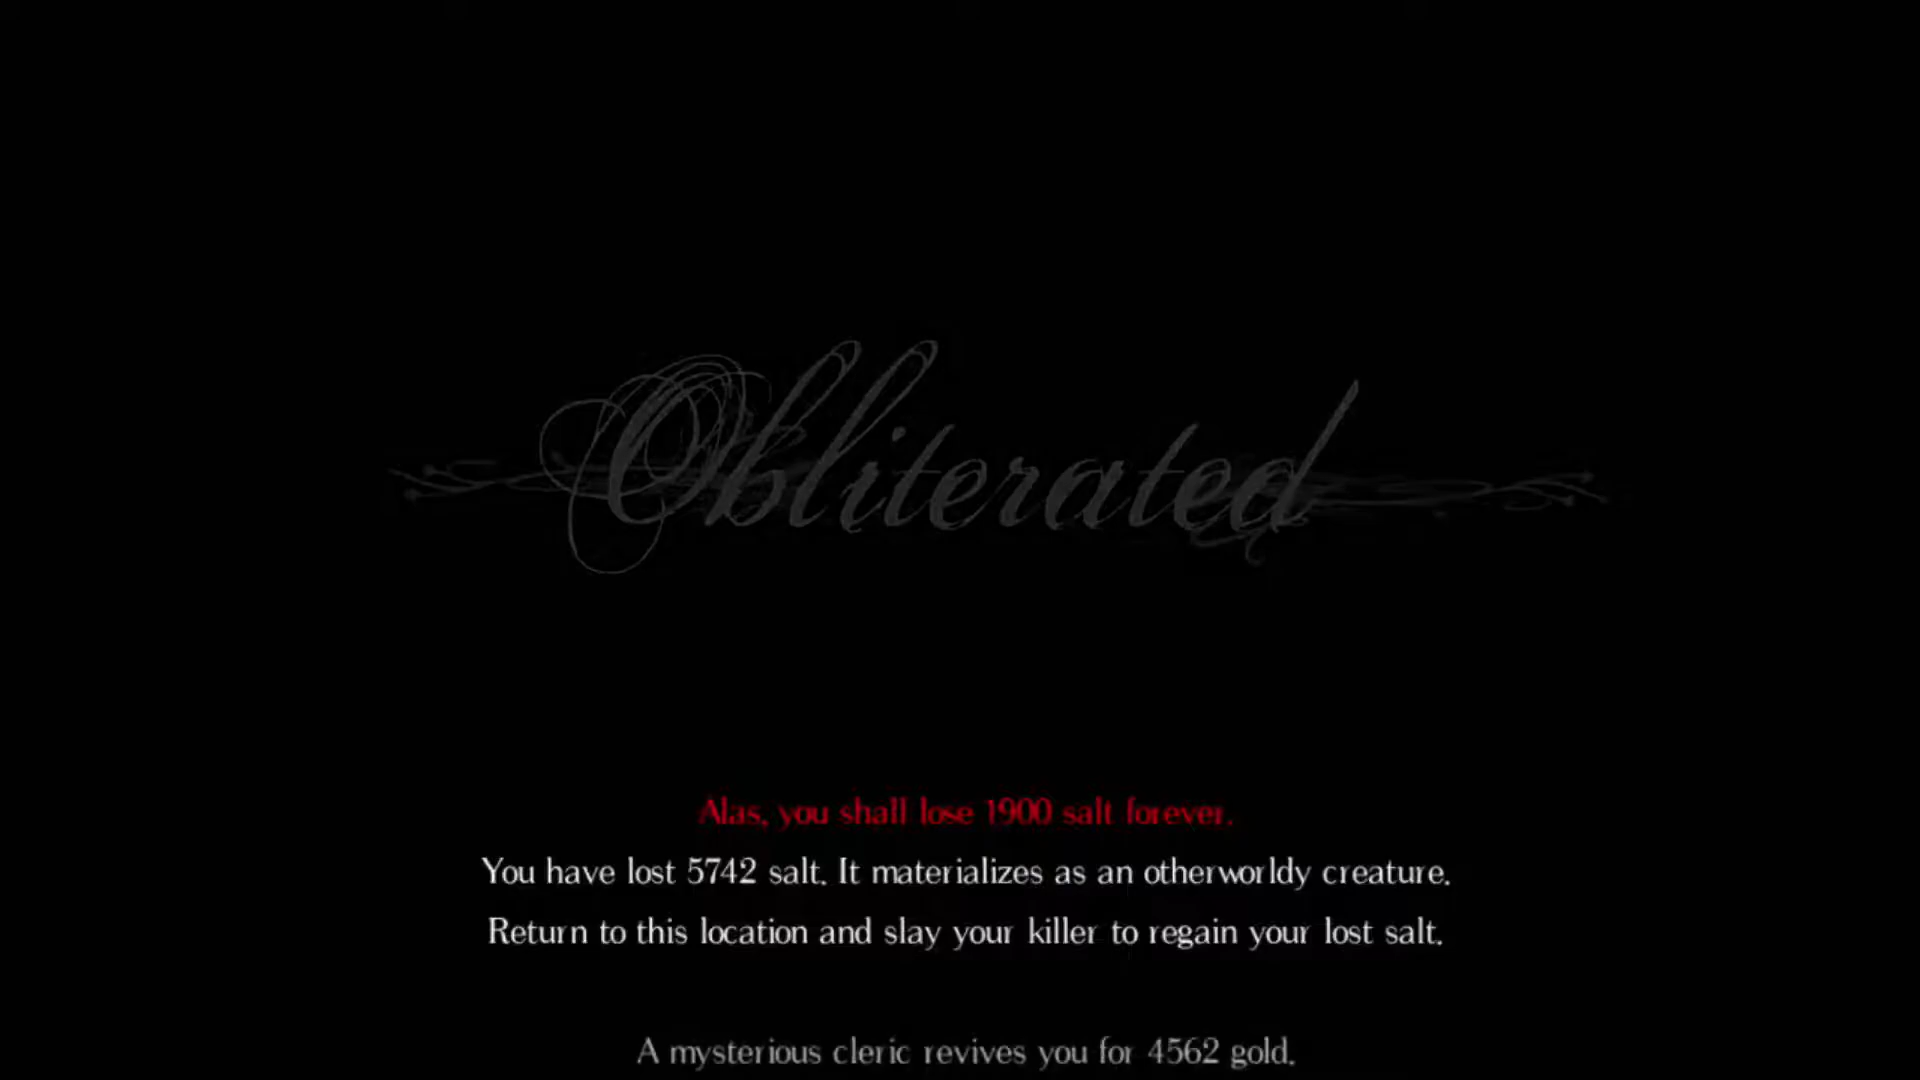 Obliterated
Alas, you shall lose 1900 salt forever.
You have lost 5742 salt. It materializes as an otherworldly creature.
Return to this location and slay your killer to regain your lost salt.
A mysterious cleric revives you for 4562 gold.